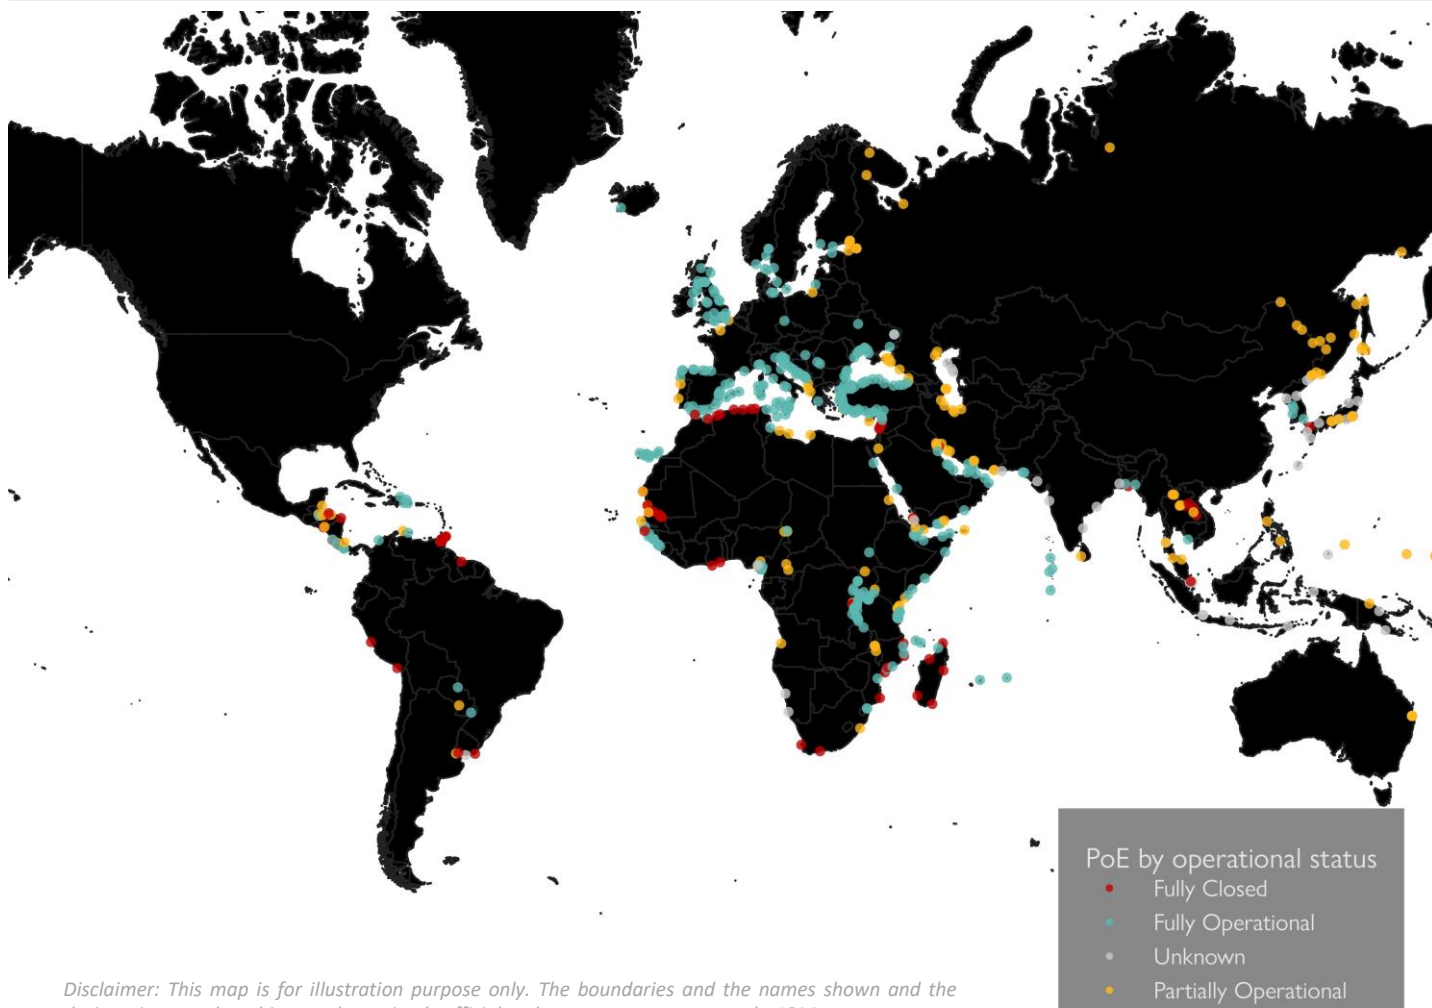 PoE by operational status
Fully Closed
Fully Operational
Unknown
Partially Operational
Disclaimer: This map is for illustration purpose only. The boundaries and the names shown and the